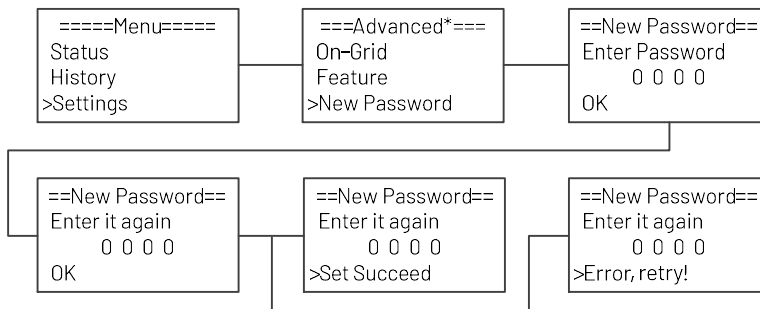 =====Menu=====
Status
History
>Settings
===Advanced*===
On-Grid
Feature
>New Password
==New Password==
Enter Password
0 0 0 0
OK
==New Password==
Enter it again
0 0 0 0
OK
==New Password==
Enter it again
0 0 0 0
>Set Succeed
==New Password==
Enter it again
0 0 0 0
>Error, retry!